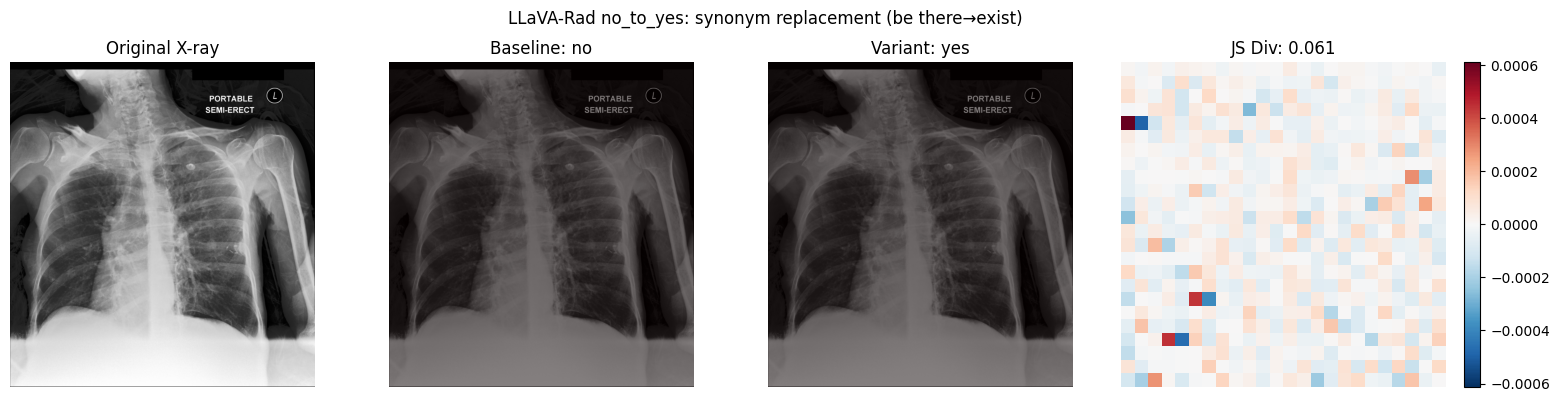 LLaVA-Rad no_to_yes: synonym replacement (be there→exist)
Original X-ray
Baseline: no
Variant: yes
JS Div: 0.061
PORTABLE
SEMI-ERECT
L
PORTABLE
SEMI-ERECT
L
PORTABLE
SEMI-ERECT
L
0.0006
0.0004
0.0002
0.0000
−0.0002
−0.0004
−0.0006